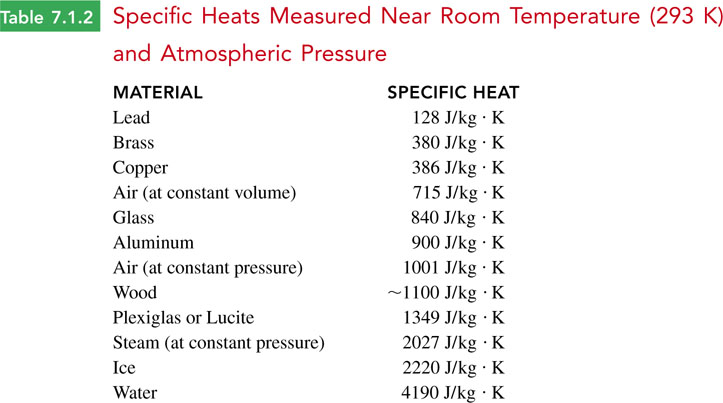 Table 7.1.2 Specific Heats Measured Near Room Temperature (293 K)
and Atmospheric Pressure
MATERIAL SPECIFIC HEAT
Lead 128 J/kg · K
Brass 380 J/kg · K
Copper 386 J/kg · K
Air (at constant volume) 715 J/kg · K
Glass 840 J/kg · K
Aluminum 900 J/kg · K
Air (at constant pressure) 1001 J/kg · K
Wood ~1100 J/kg · K
Plexiglas or Lucite 1349 J/kg · K
Steam (at constant pressure) 2027 J/kg · K
Ice 2220 J/kg · K
Water 4190 J/kg · K